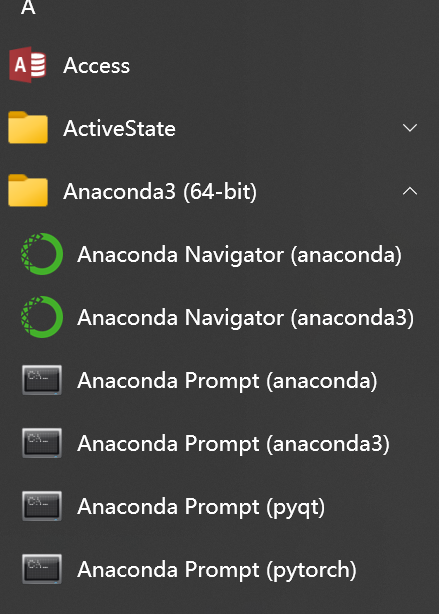 A
Access
ActiveState
Anaconda3 (64-bit)
Anaconda Navigator (anaconda)
Anaconda Navigator (anaconda3)
Anaconda Prompt (anaconda)
Anaconda Prompt (anaconda3)
Anaconda Prompt (pyqt)
Anaconda Prompt (pytorch)